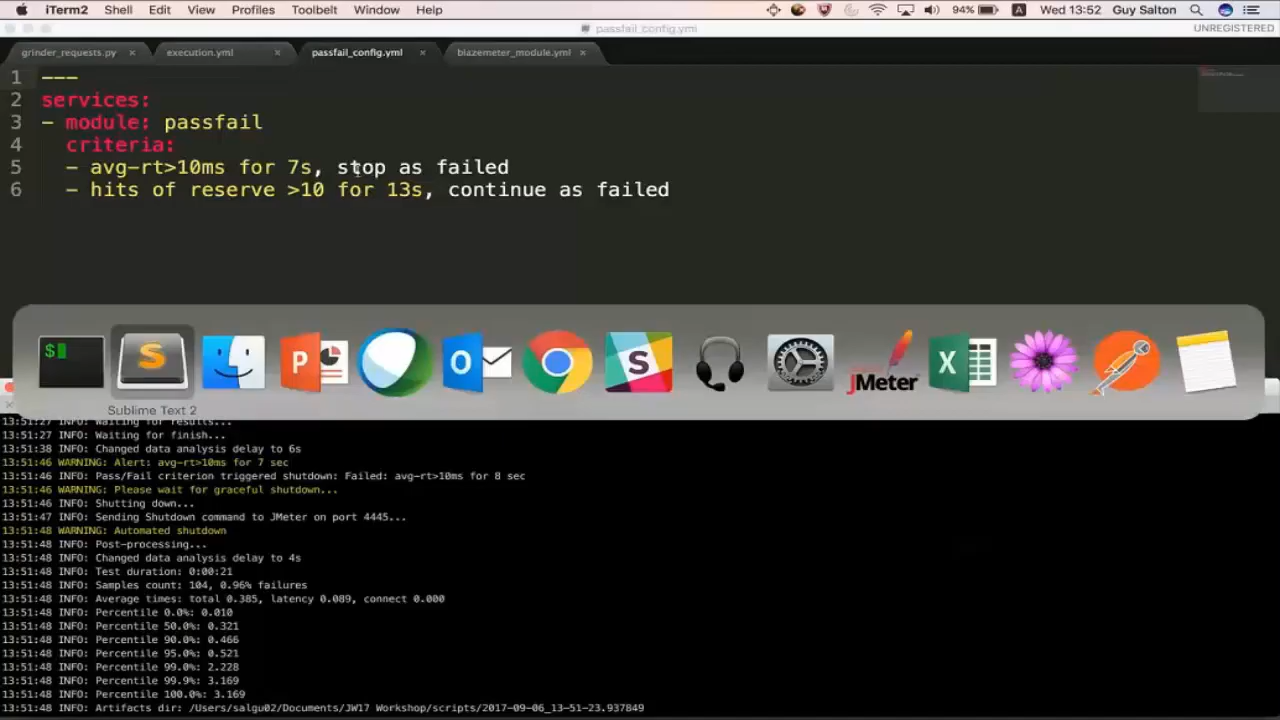 iTerm2 Shell Edit View Profiles Toolbelt Window Help 94% A Wed 13:52 Guy Salton
passfail_config.yml UNREGISTERED
grinder_requests.py × execution.yml × passfail_config.yml × blazemeter_module.yml ×
1 ---
2 services:
3 - module: passfail
4 criteria:
5 - avg-rt>10ms for 7s, stop as failed
6 - hits of reserve >10 for 13s, continue as failed
$
S
P
O
S
JMeter
X
Sublime Text 2
13:51:27 INFO: Waiting for results...
13:51:27 INFO: Waiting for finish...
13:51:38 INFO: Changed data analysis delay to 6s
13:51:46 WARNING: Alert: avg-rt>10ms for 7 sec
13:51:46 INFO: Pass/Fail criterion triggered shutdown: Failed: avg-rt>10ms for 8 sec
13:51:46 WARNING: Please wait for graceful shutdown...
13:51:46 INFO: Shutting down...
13:51:47 INFO: Sending Shutdown command to JMeter on port 4445...
13:51:48 WARNING: Automated shutdown
13:51:48 INFO: Post-processing...
13:51:48 INFO: Changed data analysis delay to 4s
13:51:48 INFO: Test duration: 0:00:21
13:51:48 INFO: Samples count: 104, 0.96% failures
13:51:48 INFO: Average times: total 0.385, latency 0.089, connect 0.000
13:51:48 INFO: Percentile 0.0%: 0.010
13:51:48 INFO: Percentile 50.0%: 0.321
13:51:48 INFO: Percentile 90.0%: 0.466
13:51:48 INFO: Percentile 95.0%: 0.521
13:51:48 INFO: Percentile 99.0%: 2.228
13:51:48 INFO: Percentile 99.9%: 3.169
13:51:48 INFO: Percentile 100.0%: 3.169
13:51:48 INFO: Artifacts dir: /Users/salgu02/Documents/JW17 Workshop/scripts/2017-09-06_13-51-23.937849